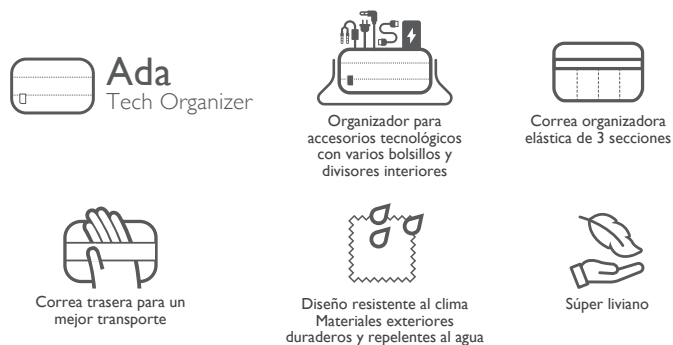 Ada
Tech Organizer
Organizador para
accesorios tecnológicos
con varios bolsillos y
divisores interiores
Correa organizadora
elástica de 3 secciones
Correa trasera para un
mejor transporte
Diseño resistente al clima
Materiales exteriores
duraderos y repelentes al agua
Súper liviano